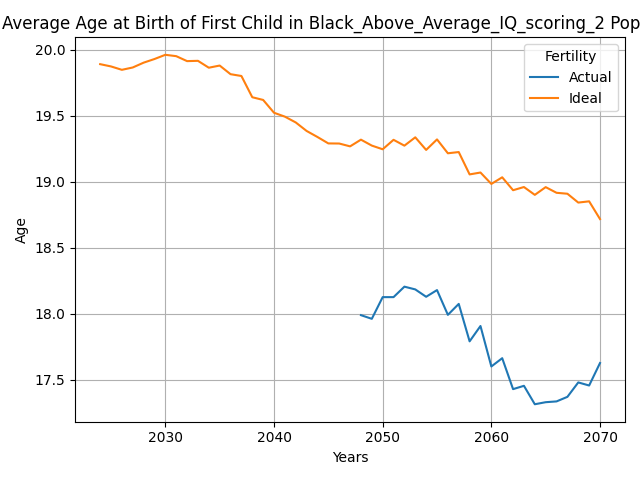 Average Age at Birth of First Child in Black_Above_Average_IQ_scoring_2 Pop
Fertility
Actual
Ideal
20.0
19.5
19.0
18.5
18.0
17.5
Age
2030 2040 2050 2060 2070
Years